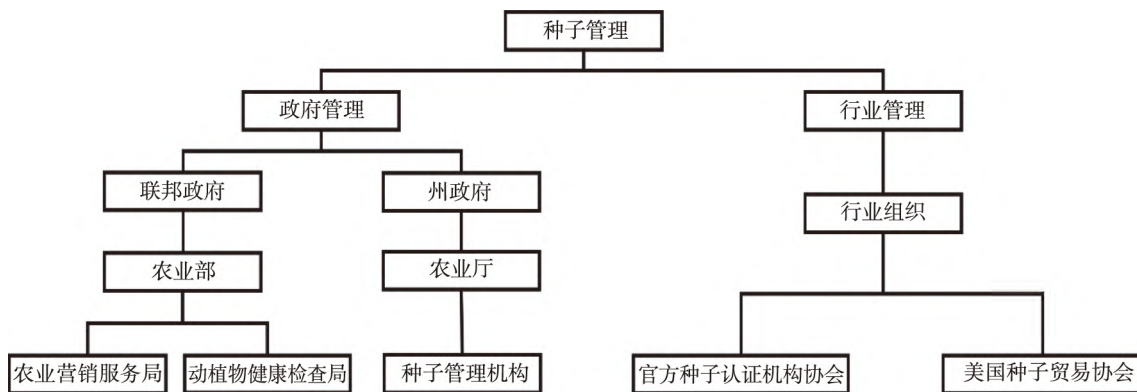 种子管理
政府管理
行业管理
联邦政府
州政府
行业组织
农业部
农业厅
农业营销服务局
动植物健康检查局
种子管理机构
官方种子认证机构协会
美国种子贸易协会